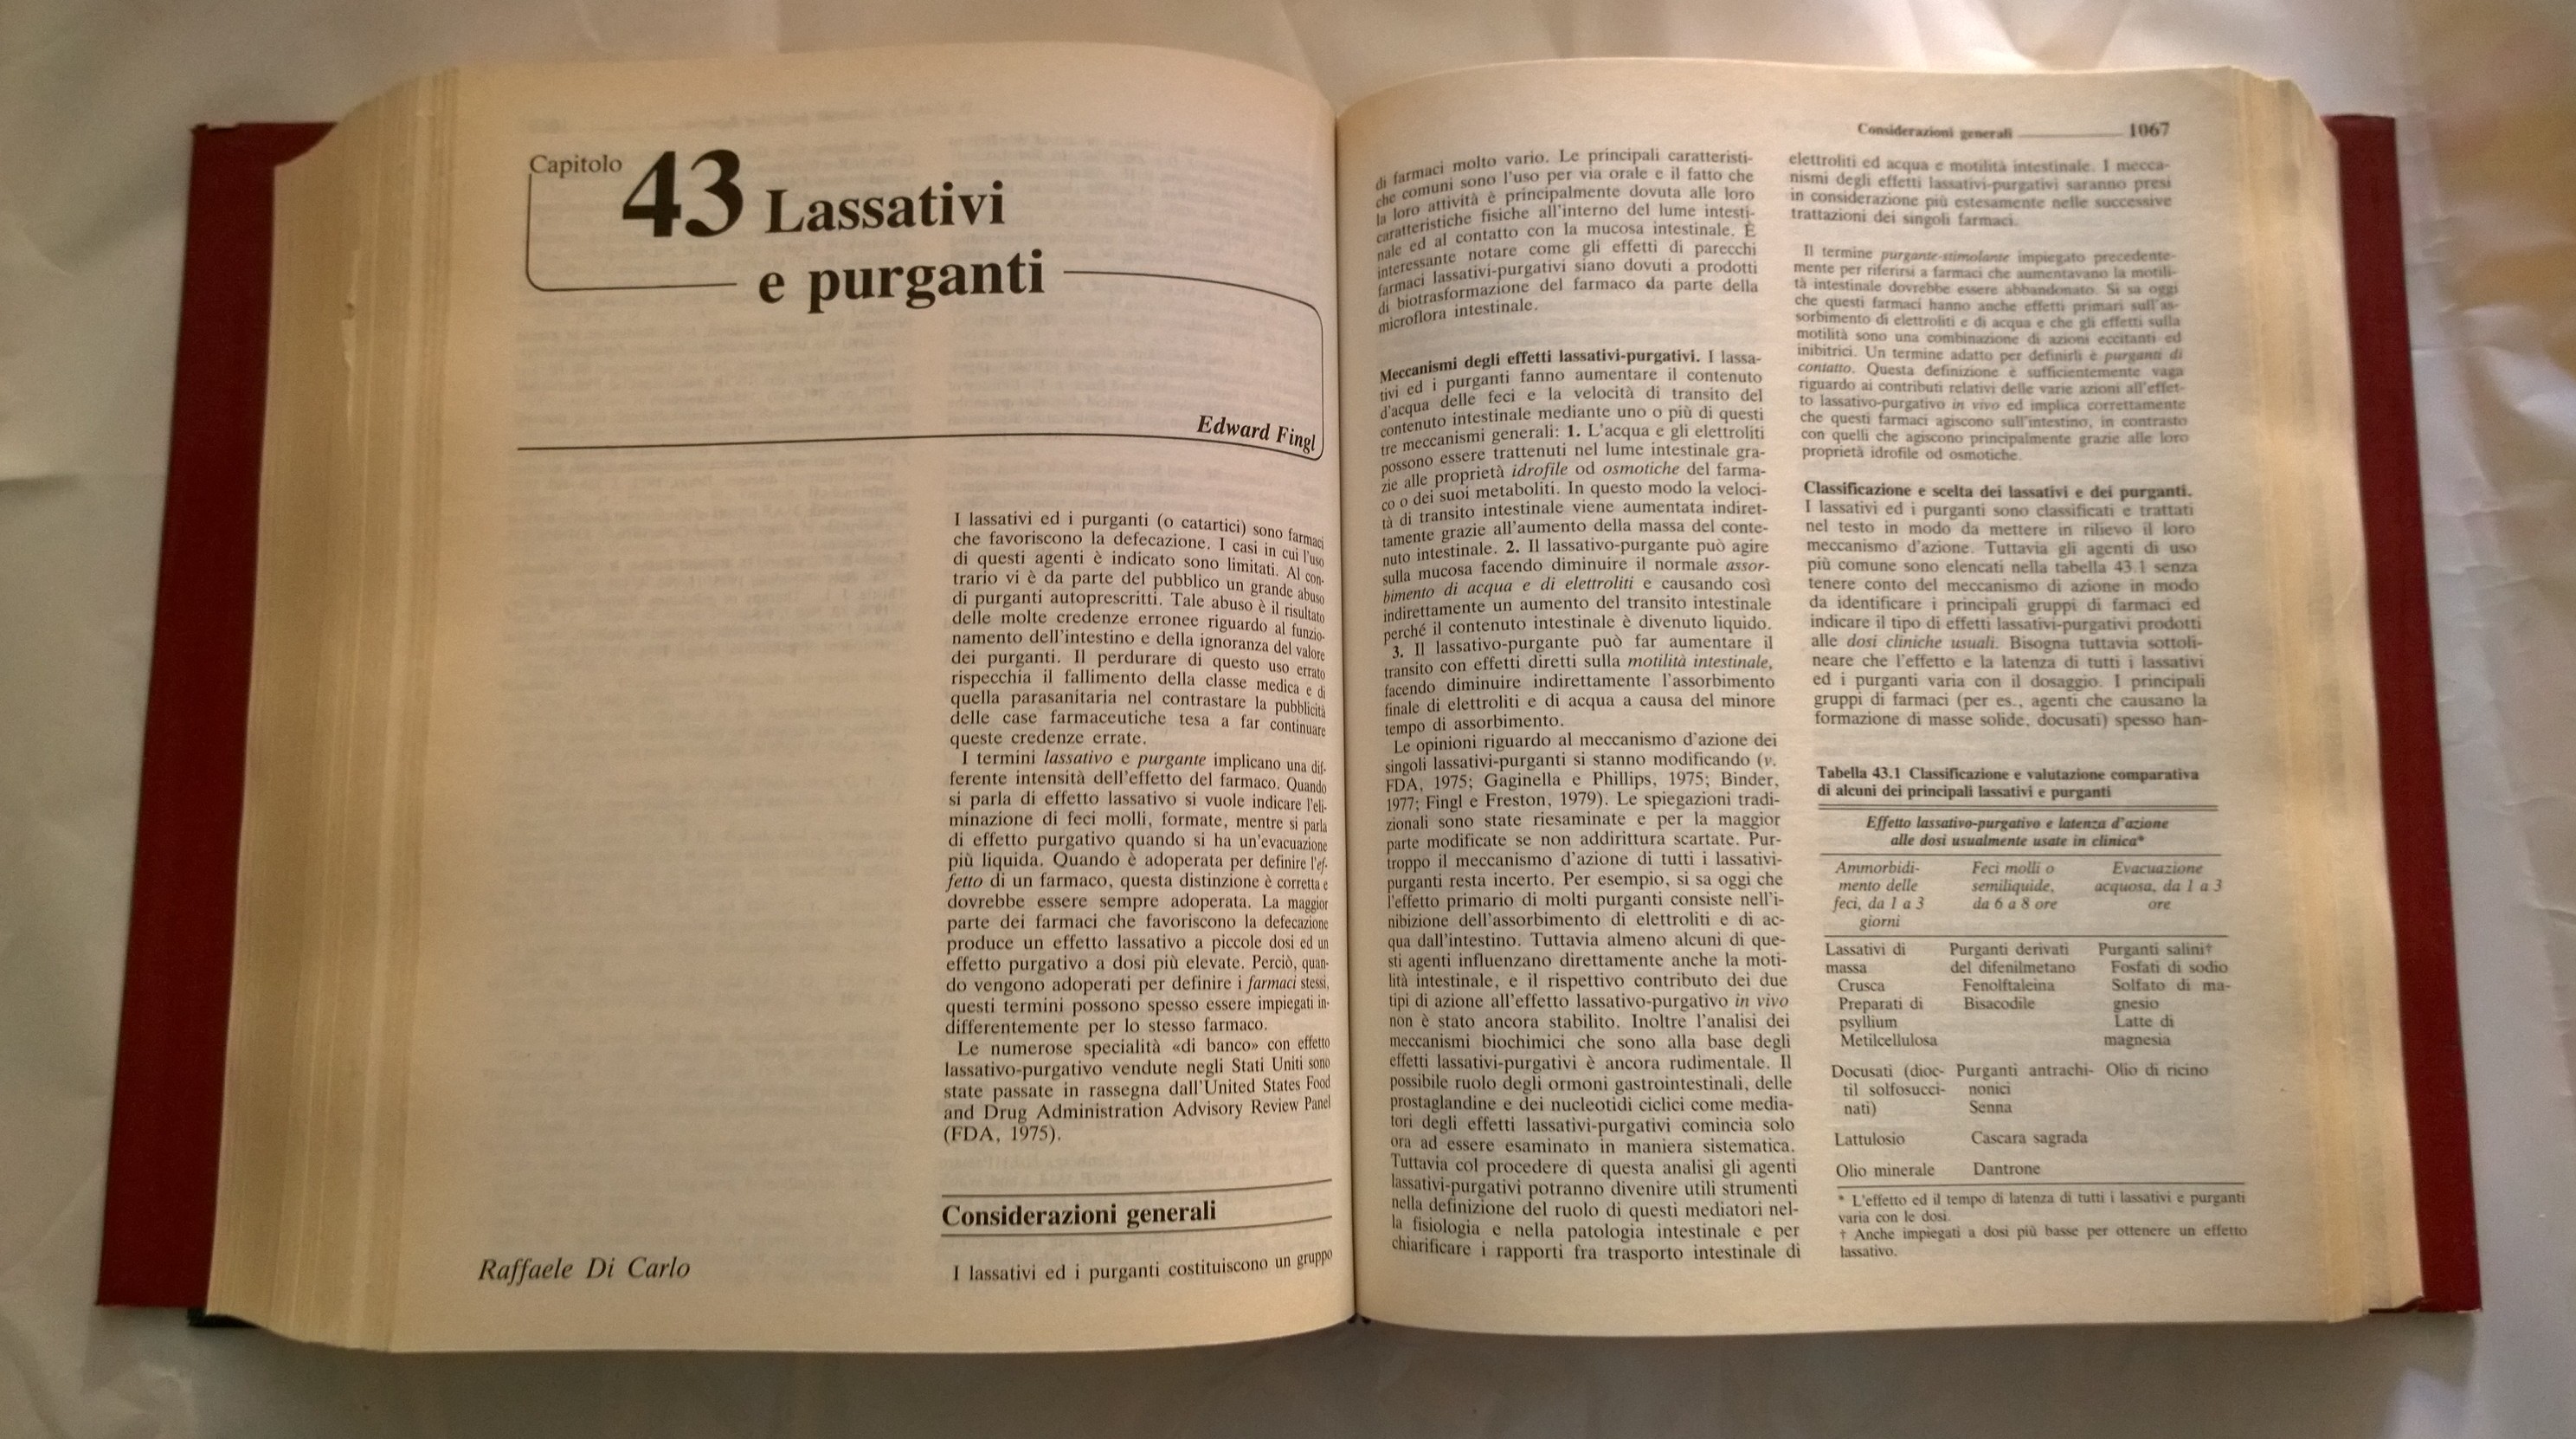 Capitolo
43 Lassativi
e purganti
Edward Fingl
I lassativi ed i purganti (o catartici) sono farmaci
che favoriscono la defecazione. I casi in cui l'uso
di questi agenti è indicato sono limitati. Al con-
trario vi è da parte del pubblico un grande abuso
di purganti autoprescritti. Tale abuso è il risultato
delle molte credenze erronee riguardo al funzio-
namento dell'intestino e della ignoranza del valore
dei purganti. Il perdurare di questo uso errato
rispecchia il fallimento della classe medica e di
quella parasanitaria nel contrastare la pubblicità
delle case farmaceutiche tesa a far continuare
queste credenze errate.
I termini lassativo e purgante implicano una dif-
ferente intensità dell'effetto del farmaco. Quando
si parla di effetto lassativo si vuole indicare l'eli-
minazione di feci molli, formate, mentre si parla
di effetto purgativo quando si ha un'evacuazione
più liquida. Quando è adoperata per definire l'ef-
fetto di un farmaco, questa distinzione è corretta e
dovrebbe essere sempre adoperata. La maggior
parte dei farmaci che favoriscono la defecazione
produce un effetto lassativo a piccole dosi ed un
effetto purgativo a dosi più elevate. Perciò, quan-
do vengono adoperati per definire i farmaci stessi,
questi termini possono spesso essere impiegati in-
differentemente per lo stesso farmaco.
Le numerose specialità «di banco» con effetto
lassativo-purgativo vendute negli Stati Uniti sono
state passate in rassegna dall'United States Food
and Drug Administration Advisory Review Panel
(FDA, 1975).
Considerazioni generali
I lassativi ed i purganti costituiscono un gruppo
Raffaele Di Carlo
Considerazioni generali 1067
di farmaci molto vario. Le principali caratteristi-
che comuni sono l'uso per via orale e il fatto che
la loro attività è principalmente dovuta alle loro
caratteristiche fisiche all'interno del lume intesti-
nale ed al contatto con la mucosa intestinale. È
interessante notare come gli effetti di parecchi
farmaci lassativi-purgativi siano dovuti a prodotti
di biotrasformazione del farmaco da parte della
microflora intestinale.
Meccanismi degli effetti lassativi-purgativi. I lassa-
tivi ed i purganti fanno aumentare il contenuto
d'acqua delle feci e la velocità di transito del
contenuto intestinale mediante uno o più di questi
tre meccanismi generali: 1. L'acqua e gli elettroliti
possono essere trattenuti nel lume intestinale gra-
zie alle proprietà idrofile od osmotiche del farma-
co o dei suoi metaboliti. In questo modo la veloci-
tà di transito intestinale viene aumentata indiret-
tamente grazie all'aumento della massa del conte-
nuto intestinale. 2. Il lassativo-purgante può agire
sulla mucosa facendo diminuire il normale assor-
bimento di acqua e di elettroliti e causando così
indirettamente un aumento del transito intestinale
perché il contenuto intestinale è divenuto liquido.
3. Il lassativo-purgante può far aumentare il
transito con effetti diretti sulla motilità intestinale,
facendo diminuire indirettamente l'assorbimento
finale di elettroliti e di acqua a causa del minore
tempo di assorbimento.
Le opinioni riguardo al meccanismo d'azione dei
singoli lassativi-purganti si stanno modificando (v.
FDA, 1975; Gaginella e Phillips, 1975; Binder,
1977; Fingl e Freston, 1979). Le spiegazioni tradi-
zionali sono state riesaminate e per la maggior
parte modificate se non addirittura scartate. Pur-
troppo il meccanismo d'azione di tutti i lassativi-
purganti resta incerto. Per esempio, si sa oggi che
l'effetto primario di molti purganti consiste nell'i-
nibizione dell'assorbimento di elettroliti e di ac-
qua dall'intestino. Tuttavia almeno alcuni di que-
sti agenti influenzano direttamente anche la moti-
lità intestinale, e il rispettivo contributo dei due
tipi di azione all'effetto lassativo-purgativo in vivo
non è stato ancora stabilito. Inoltre l'analisi dei
meccanismi biochimici che sono alla base degli
effetti lassativi-purgativi è ancora rudimentale. Il
possibile ruolo degli ormoni gastrointestinali, delle
prostaglandine e dei nucleotidi ciclici come media-
tori degli effetti lassativi-purgativi comincia solo
ora ad essere esaminato in maniera sistematica.
Tuttavia col procedere di questa analisi gli agenti
lassativi-purgativi potranno divenire utili strumenti
nella definizione del ruolo di questi mediatori nel-
la fisiologia e nella patologia intestinale e per
chiarificare i rapporti fra trasporto intestinale di
elettroliti ed acqua e motilità intestinale. I mecca-
nismi degli effetti lassativi-purgativi saranno presi
in considerazione più estesamente nelle successive
trattazioni dei singoli farmaci.
Il termine purgante-stimolante impiegato precedente-
mente per riferirsi a farmaci che aumentavano la motili-
tà intestinale dovrebbe essere abbandonato. Si sa oggi
che questi farmaci hanno anche effetti primari sull'as-
sorbimento di elettroliti e di acqua e che gli effetti sulla
motilità sono una combinazione di azioni eccitanti ed
inibitrici. Un termine adatto per definirli è purganti di
contatto. Questa definizione è sufficientemente vaga
riguardo ai contributi relativi delle varie azioni all'effet-
to lassativo-purgativo in vivo ed implica correttamente
che questi farmaci agiscono sull'intestino, in contrasto
con quelli che agiscono principalmente grazie alle loro
proprietà idrofile od osmotiche.
Classificazione e scelta dei lassativi e dei purganti.
I lassativi ed i purganti sono classificati e trattati
nel testo in modo da mettere in rilievo il loro
meccanismo d'azione. Tuttavia gli agenti di uso
più comune sono elencati nella tabella 43.1 senza
tenere conto del meccanismo di azione in modo
da identificare i principali gruppi di farmaci ed
indicare il tipo di effetti lassativi-purgativi prodotti
alle dosi cliniche usuali. Bisogna tuttavia sottoli-
neare che l'effetto e la latenza di tutti i lassativi
ed i purganti varia con il dosaggio. I principali
gruppi di farmaci (per es., agenti che causano la
formazione di masse solide, docusati) spesso han-
Tabella 43.1 Classificazione e valutazione comparativa
di alcuni dei principali lassativi e purganti
Effetto lassativo-purgativo e latenza d'azione
alle dosi usualmente usate in clinica*
Ammorbidi- Feci molli o Evacuazione
mento delle semiliquide, acquosa, da 1 a 3
feci, da 1 a 3 da 6 a 8 ore ore
giorni
Lassativi di Purganti derivati Purganti salini†
massa del difenilmetano Fosfati di sodio
Crusca Fenolftaleina Solfato di ma-
Preparati di Bisacodile gnesio
psyllium Latte di
Metilcellulosa magnesia
Docusati (dioc- Purganti antrachi- Olio di ricino
til solfosucci- nonici
nati) Senna
Lattulosio Cascara sagrada
Olio minerale Dantrone
* L'effetto ed il tempo di latenza di tutti i lassativi e purganti
varia con le dosi.
† Anche impiegati a dosi più basse per ottenere un effetto
lassativo.